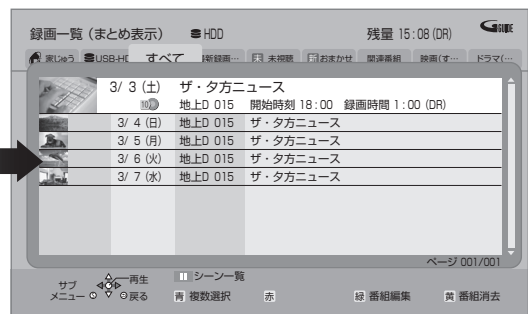 録画一覧(まとめ表示) HDD 残量 15:08 (DR) GGUIDE
家じゅう USB-HD すべて 新録画… 未 未視聴 おまかせ 関連番組 映画(す… ドラマ(…
3/ 3 (土) ザ・夕方ニュース
10 地上D 015 開始時刻 18:00 録画時間 1:00 (DR)
3/ 4 (日) 地上D 015 ザ・夕方ニュース
3/ 5 (月) 地上D 015 ザ・夕方ニュース
3/ 6 (火) 地上D 015 ザ・夕方ニュース
3/ 7 (水) 地上D 015 ザ・夕方ニュース
ページ 001/001
サブメニュー 再生 戻る シーン一覧
青 複数選択 赤 緑 番組編集 黄 番組消去